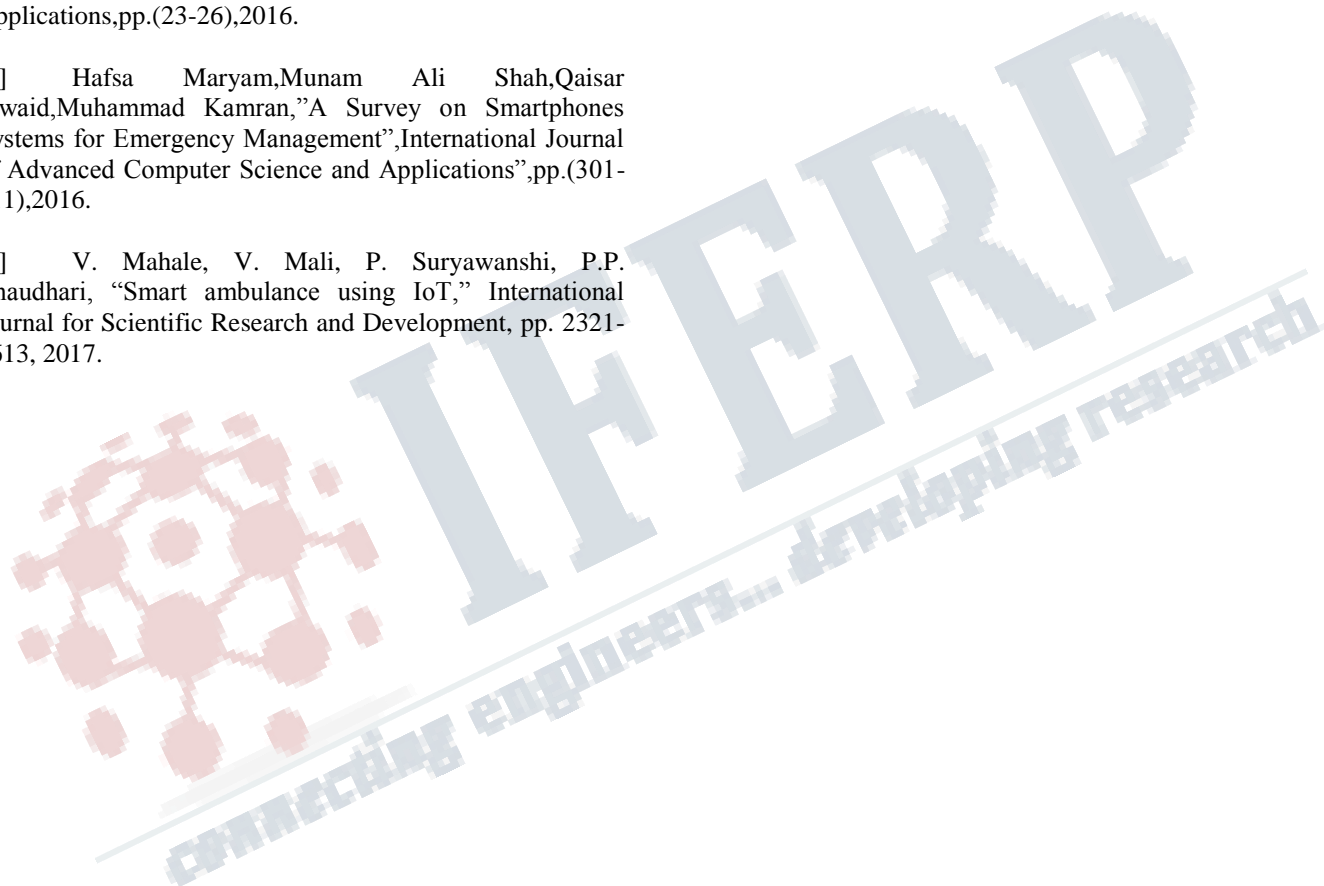 pplications,pp.(23-26),2016.
] Hafsa Maryam,Munam Ali Shah,Qaisar
waid,Muhammad Kamran,”A Survey on Smartphones
ystems for Emergency Management”,International Journal
f Advanced Computer Science and Applications”,pp.(301-
11),2016.
] V. Mahale, V. Mali, P. Suryawanshi, P.P.
haudhari, “Smart ambulance using IoT,” International
urnal for Scientific Research and Development, pp. 2321-
613, 2017.
IFERP
connecting engineers... developing research